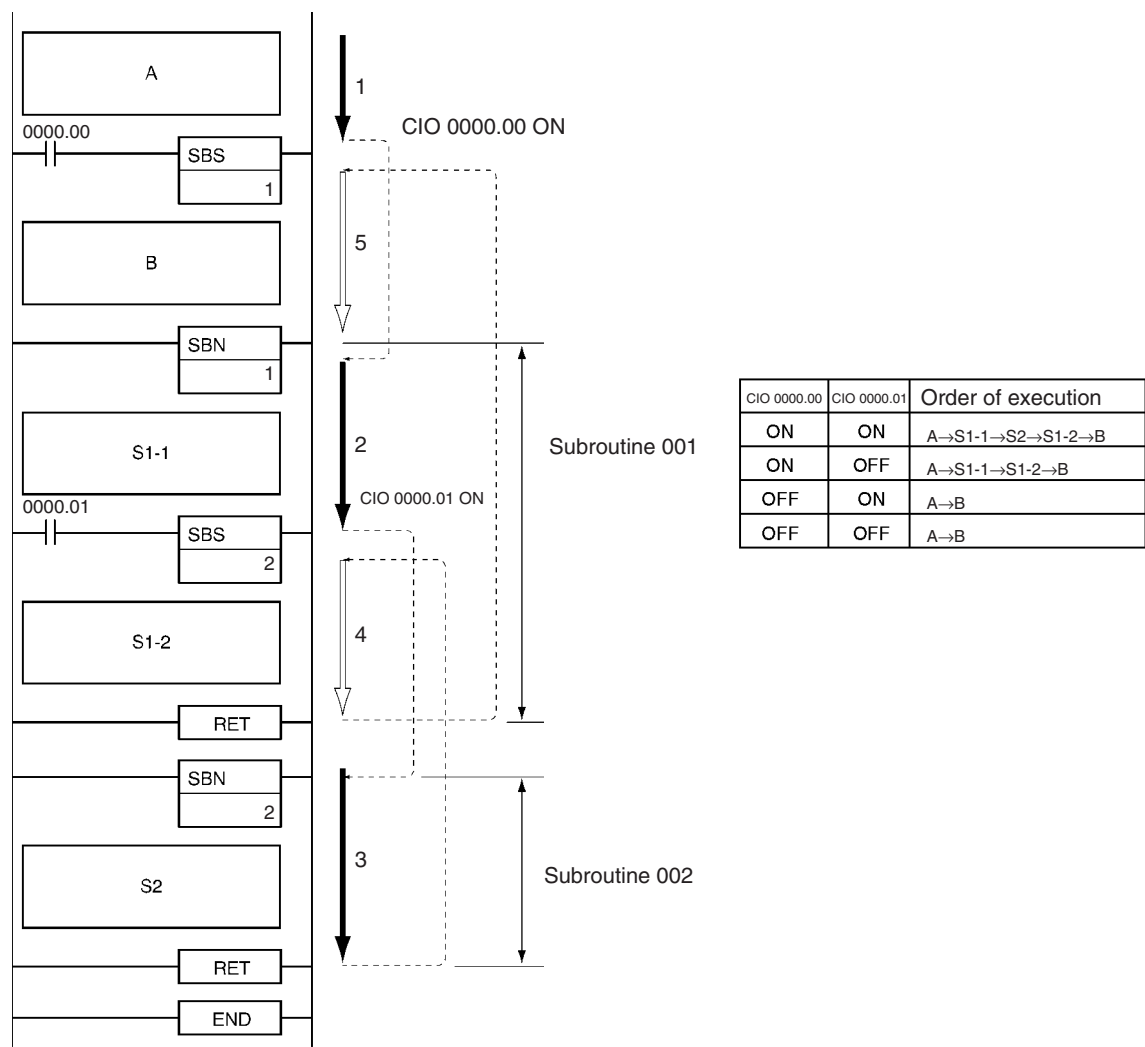 A
1
0000.00
CIO 0000.00 ON
SBS
1
B
5
SBN
1
S1-1
2
Subroutine 001
0000.01
CIO 0000.01 ON
SBS
2
S1-2
4
RET
SBN
2
S2
3
Subroutine 002
RET
END
CIO 0000.00 CIO 0000.01 Order of execution
ON ON A→S1-1→S2→S1-2→B
ON OFF A→S1-1→S1-2→B
OFF ON A→B
OFF OFF A→B